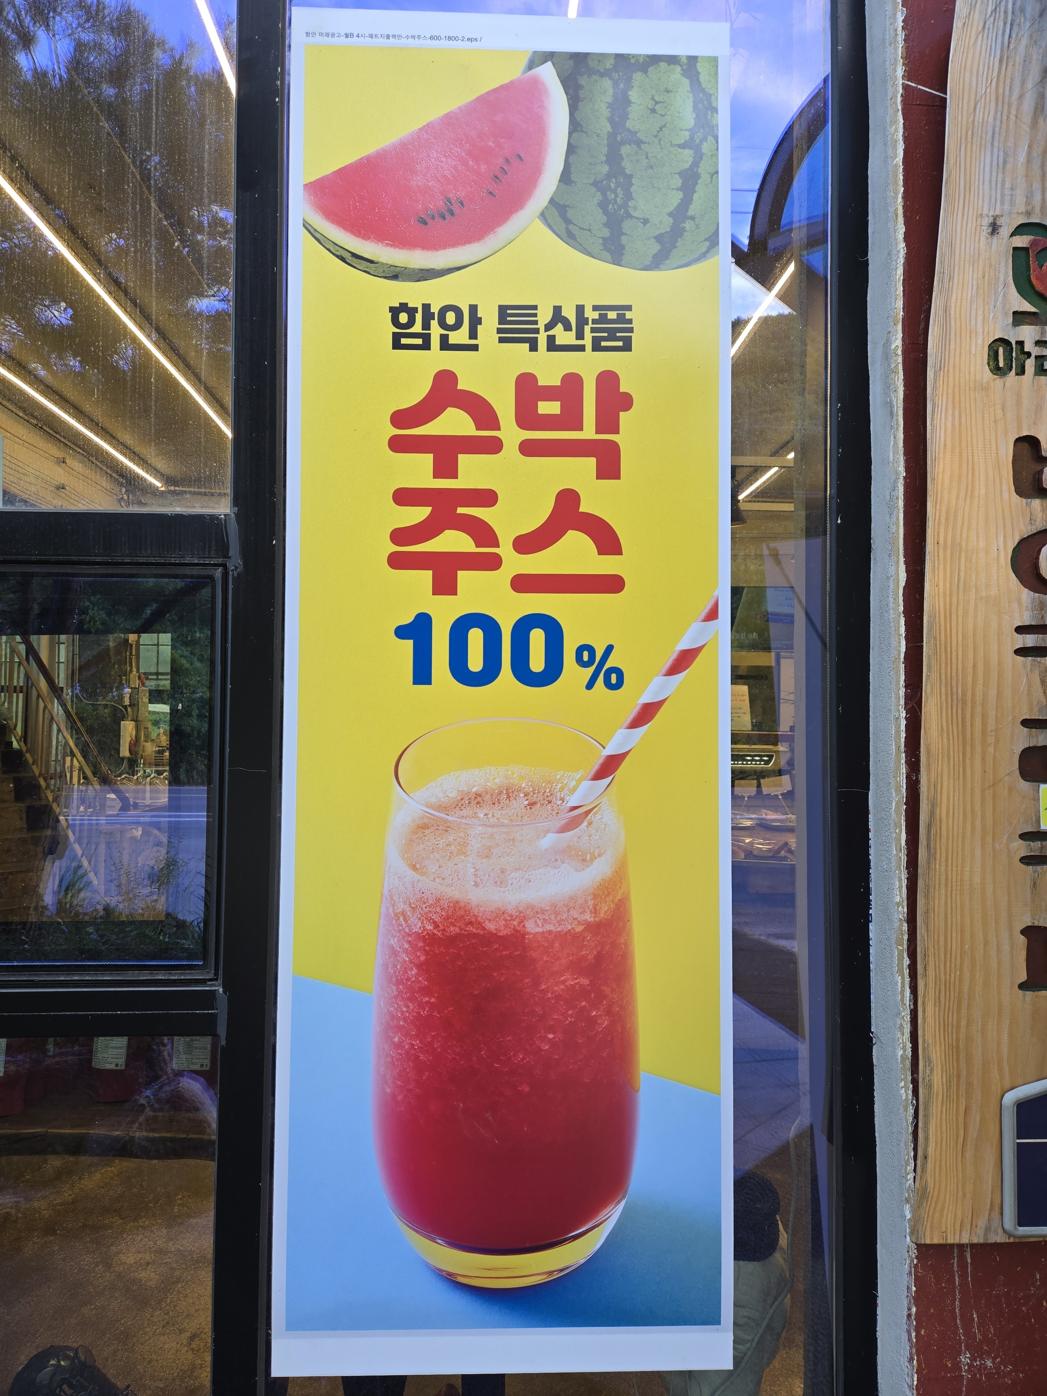 함안 특산품
수박
주스
100%